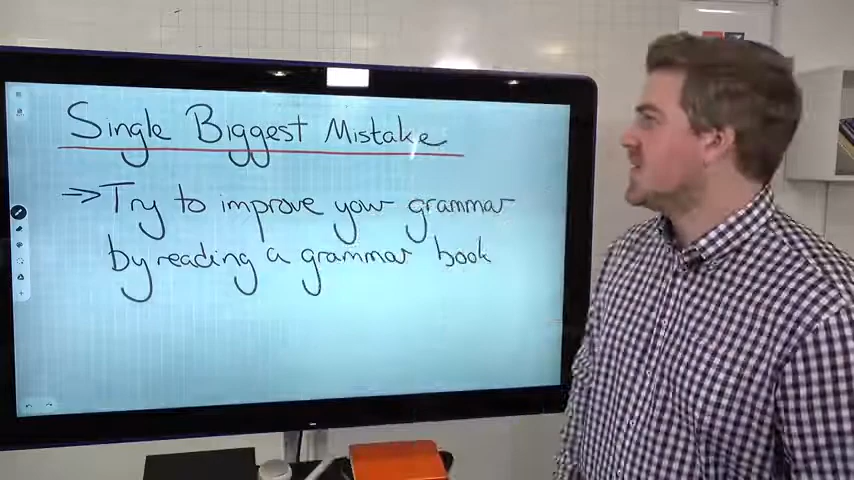 Single Biggest Mistake
⇒ Try to improve your grammar
by reading a grammar book